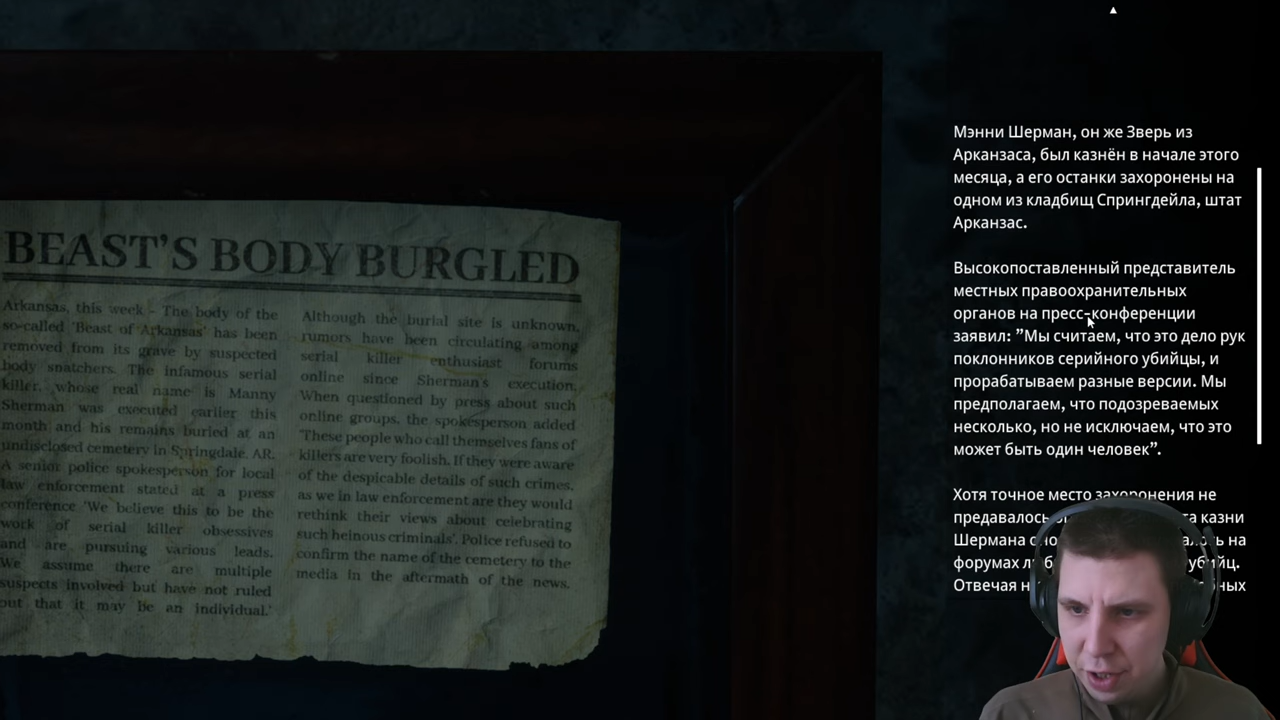 BEAST'S BODY BURGLED
Arkansas, this week - The body of the
so-called 'Beast of Arkansas' has been
removed from its grave by suspected
body snatchers. The infamous serial
killer, whose real name is Manny
Sherman was executed earlier this
month and his remains buried at an
undisclosed cemetery in Springdale, AR.
A senior police spokesperson for local
law enforcement stated at a press
conference 'We believe this to be the
work of serial killer obsessives
and are pursuing various leads.
We assume there are multiple
suspects involved but have not ruled
out that it may be an individual.'
Although the burial site is unknown,
rumors have been circulating among
serial killer enthusiast forums
online since Sherman's execution.
When questioned by press about such
online groups, the spokesperson added
'These people who call themselves fans of
killers are very foolish. If they were aware
of the despicable details of such crimes,
as we in law enforcement are they would
rethink their views about celebrating
such heinous criminals'. Police refused to
confirm the name of the cemetery to the
media in the aftermath of the news.
Мэнни Шерман, он же Зверь из
Арканзаса, был казнён в начале этого
месяца, а его останки захоронены на
одном из кладбищ Спрингдейла, штат
Арканзас.
Высокопоставленный представитель
местных правоохранительных
органов на пресс-конференции
заявил: ”Мы считаем, что это дело рук
поклонников серийного убийцы, и
прорабатываем разные версии. Мы
предполагаем, что подозреваемых
несколько, но не исключаем, что это
может быть один человек”.
Хотя точное место захоронения не
предавалось казни
Шермана на
форумах убийц.
Отвечая